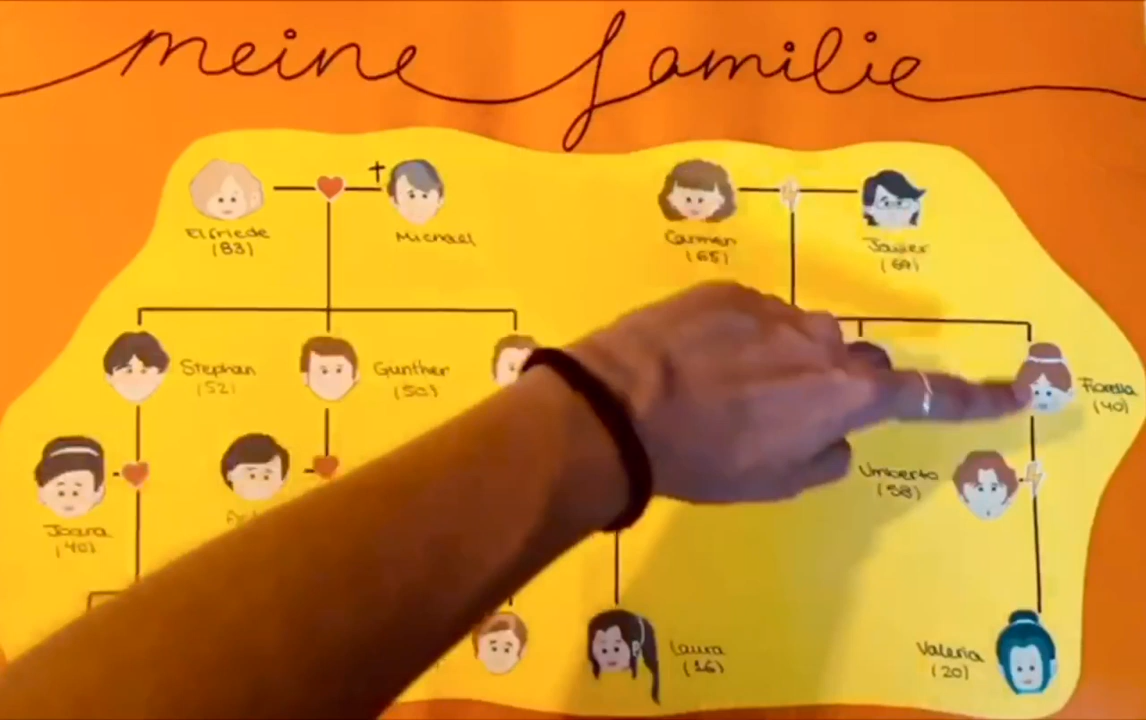 meine familie
Elfriede
(83)
Michael
Carmen
(65)
Javier
(69)
Stephan
(52)
Günther
(50)
Fiorella
(40)
Joana
(40)
Umberto
(58)
Laura
(16)
Valeria
(20)